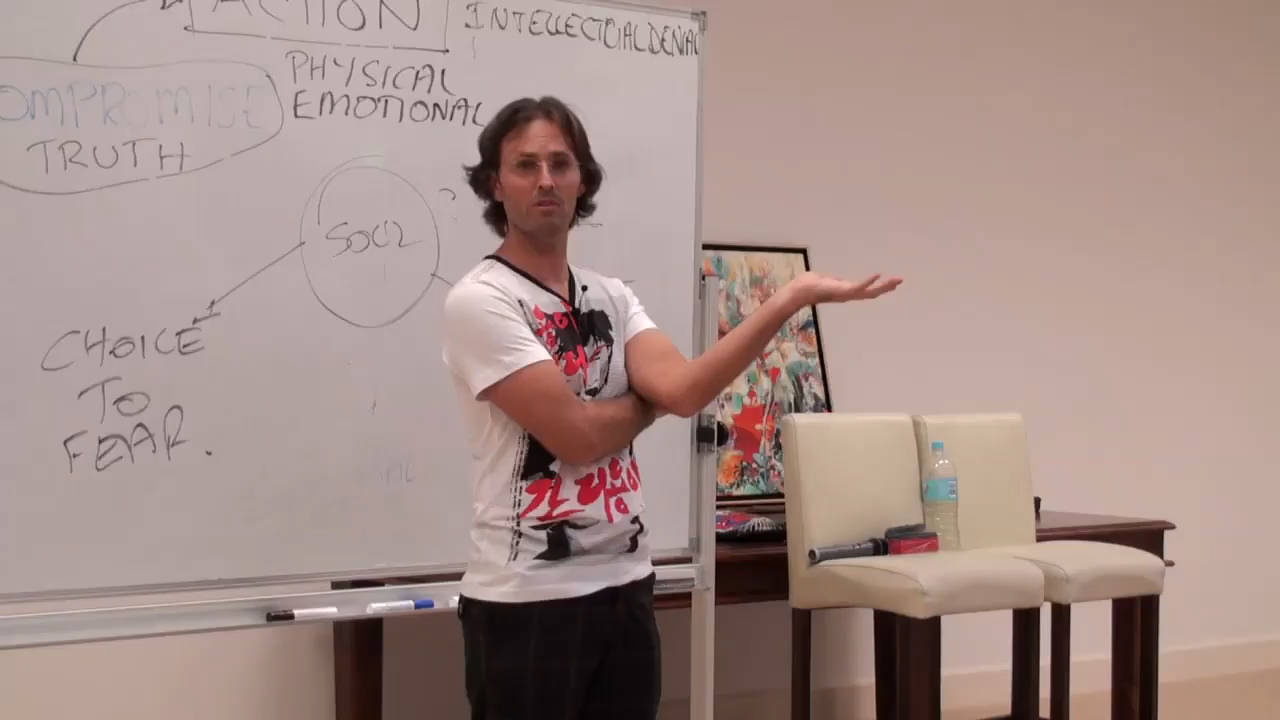 ACTION
INTELLECTUAL DENIAL
PHYSICAL
EMOTIONAL
OMPROMISE
TRUTH
SOUL
?
CHOICE
TO
FEAR.